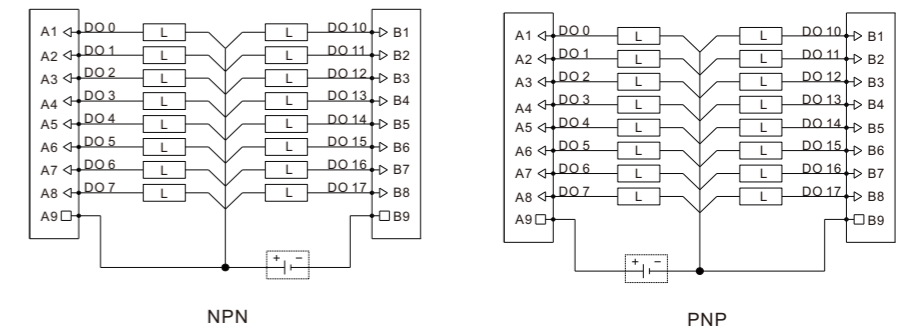 A1 DO 0 L L DO 10 B1
A2 DO 1 L L DO 11 B2
A3 DO 2 L L DO 12 B3
A4 DO 3 L L DO 13 B4
A5 DO 4 L L DO 14 B5
A6 DO 5 L L DO 15 B6
A7 DO 6 L L DO 16 B7
A8 DO 7 L L DO 17 B8
A9 B9
+ −
NPN
A1 DO 0 L L DO 10 B1
A2 DO 1 L L DO 11 B2
A3 DO 2 L L DO 12 B3
A4 DO 3 L L DO 13 B4
A5 DO 4 L L DO 14 B5
A6 DO 5 L L DO 15 B6
A7 DO 6 L L DO 16 B7
A8 DO 7 L L DO 17 B8
A9 B9
+ −
PNP